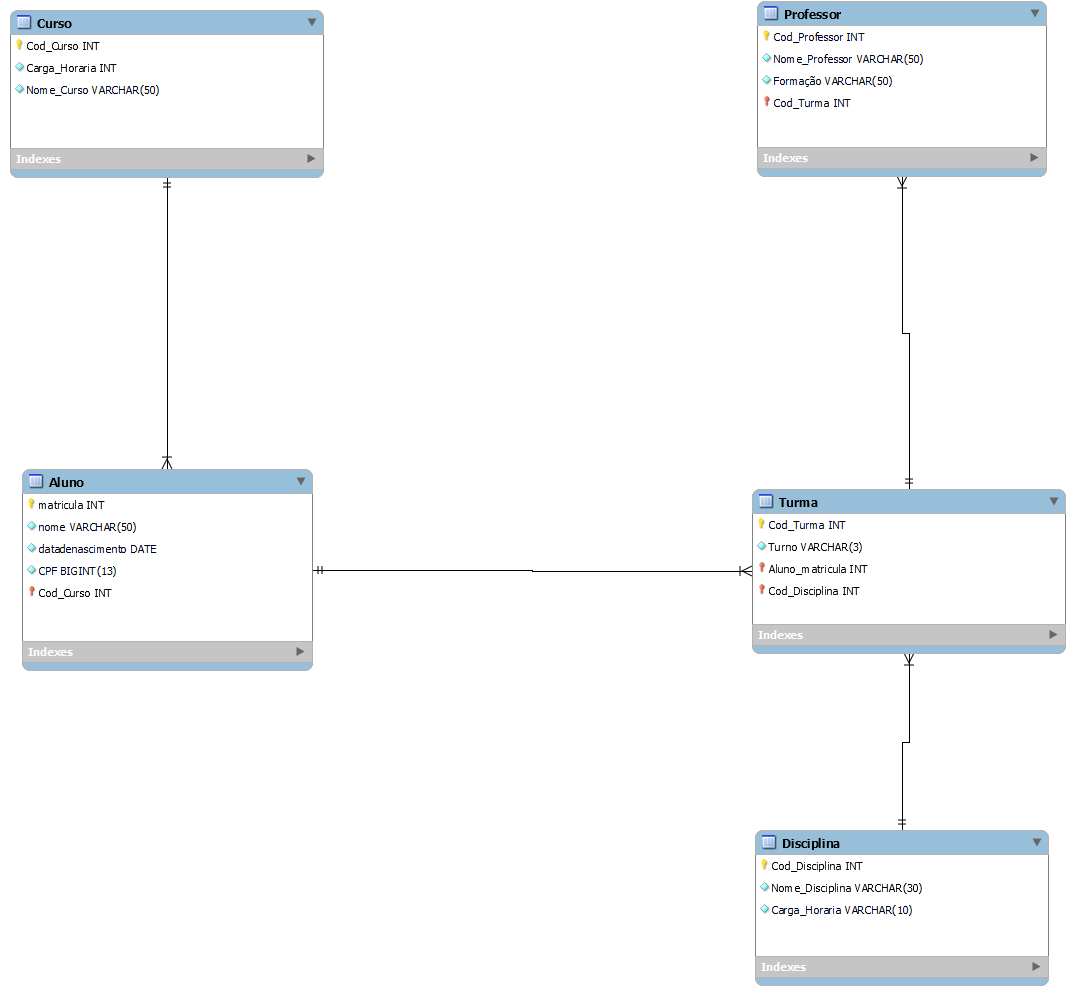 Curso
Cod_Curso INT
Carga_Horaria INT
Nome_Curso VARCHAR(50)
Indexes
Professor
Cod_Professor INT
Nome_Professor VARCHAR(50)
Formação VARCHAR(50)
Cod_Turma INT
Indexes
Aluno
matricula INT
nome VARCHAR(50)
datadenascimento DATE
CPF BIGINT(13)
Cod_Curso INT
Indexes
Turma
Cod_Turma INT
Turno VARCHAR(3)
Aluno_matricula INT
Cod_Disciplina INT
Indexes
Disciplina
Cod_Disciplina INT
Nome_Disciplina VARCHAR(30)
Carga_Horaria VARCHAR(10)
Indexes